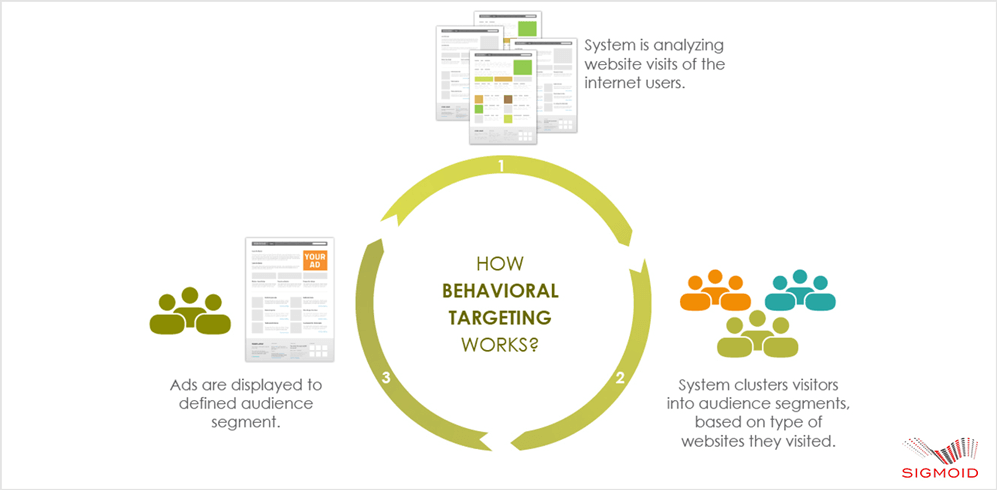 System is analyzing
website visits of the
internet users.
1
HOW
BEHAVIORAL
TARGETING
WORKS?
YOUR
AD
3
2
Ads are displayed to
defined audience
segment.
System clusters visitors
into audience segments,
based on type of
websites they visited.
SIGMOID